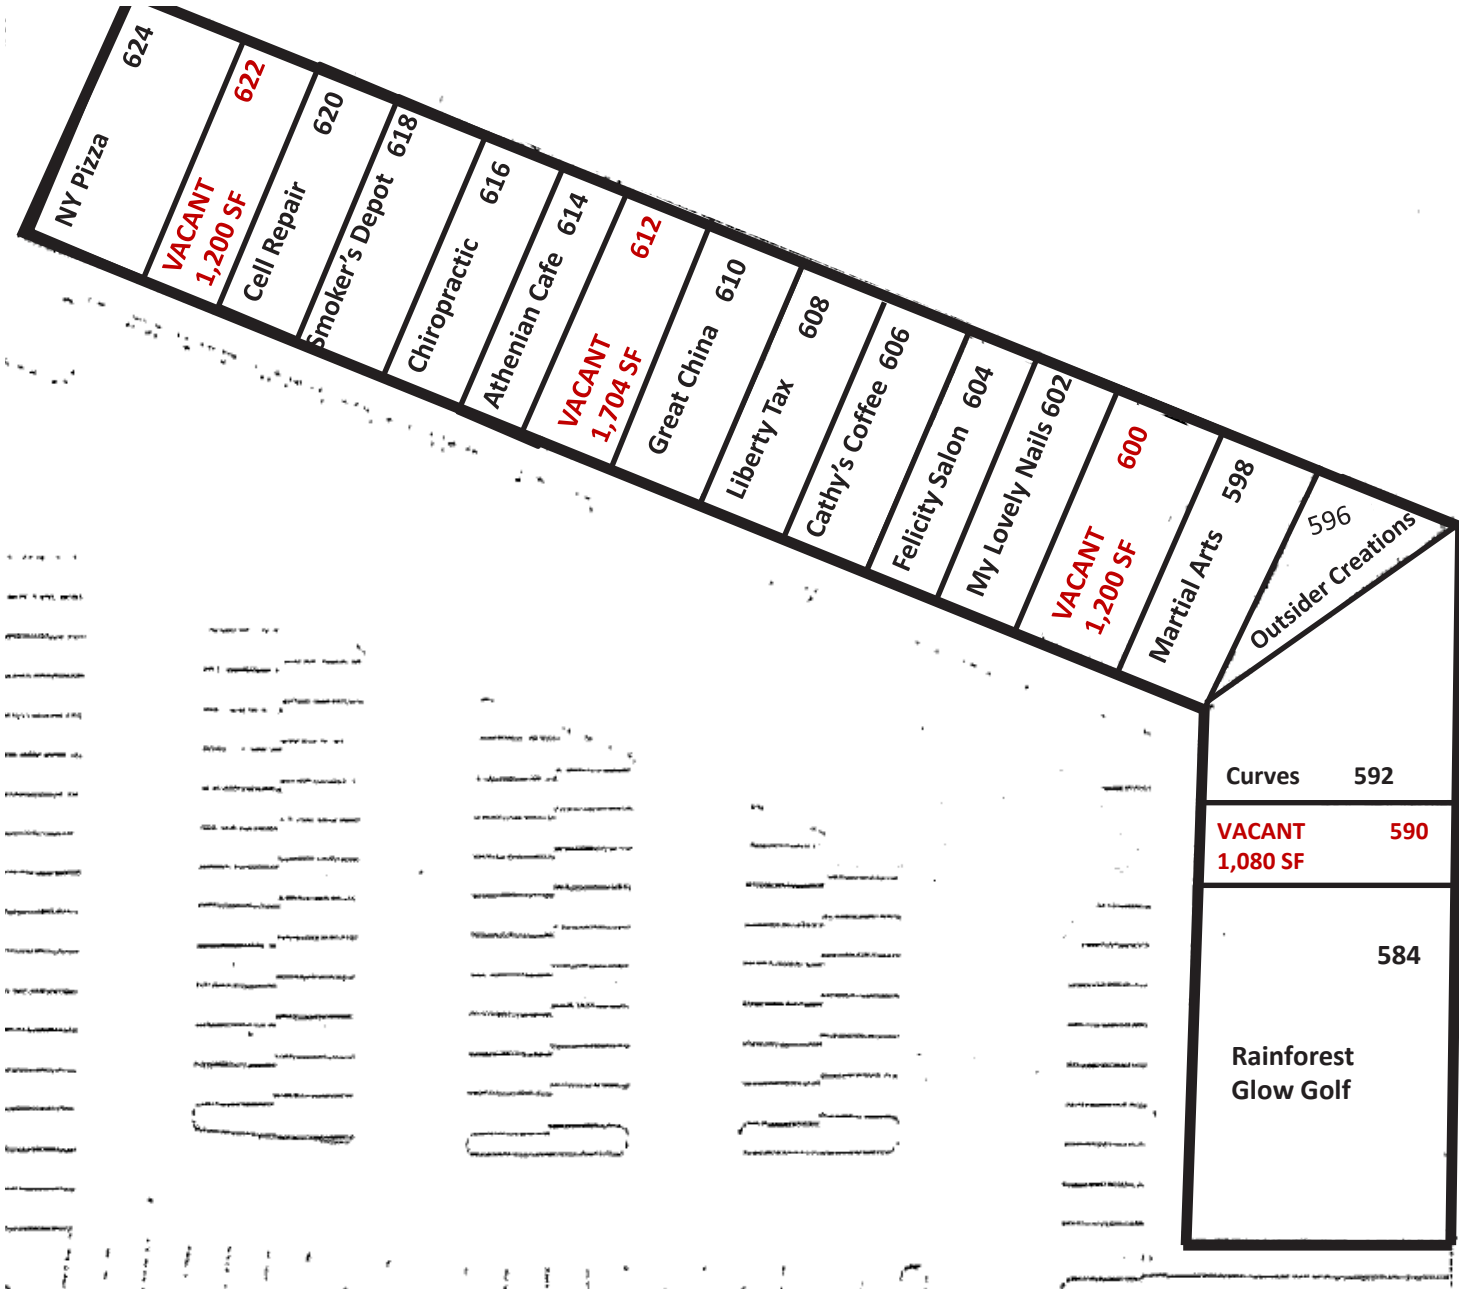 NY Pizza 624
VACANT 622
1,200 SF
Cell Repair 620
Smoker's Depot 618
Chiropractic 616
Athenian Cafe 614
VACANT 612
1,704 SF
Great China 610
Liberty Tax 608
Cathy's Coffee 606
Felicity Salon 604
My Lovely Nails 602
VACANT 600
1,200 SF
Martial Arts 598
596
Outsider Creations
Curves 592
VACANT 590
1,080 SF
584
Rainforest
Glow Golf